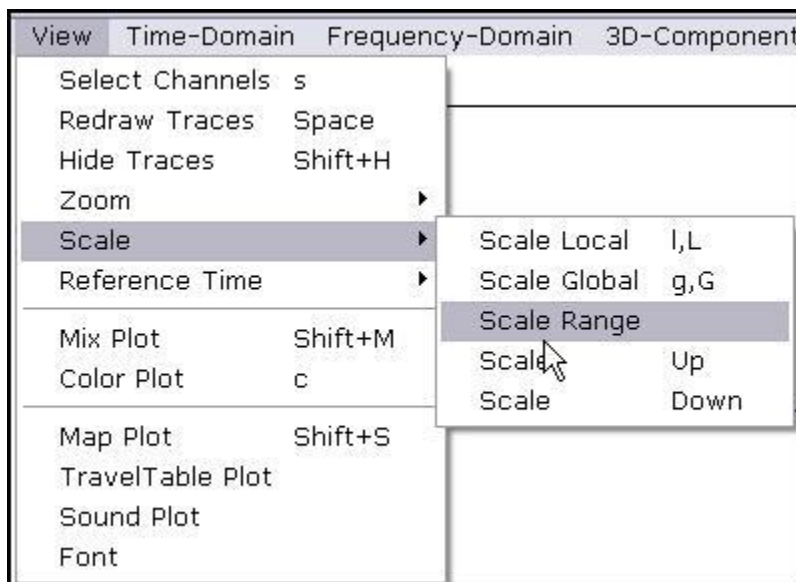 View Time-Domain Frequency-Domain 3D-Component
Select Channels s
Redraw Traces Space
Hide Traces Shift+H
Zoom
Scale
Reference Time
Mix Plot Shift+M
Color Plot c
Map Plot Shift+S
TravelTable Plot
Sound Plot
Font
Scale Local l,L
Scale Global g,G
Scale Range
Scale Up
Scale Down